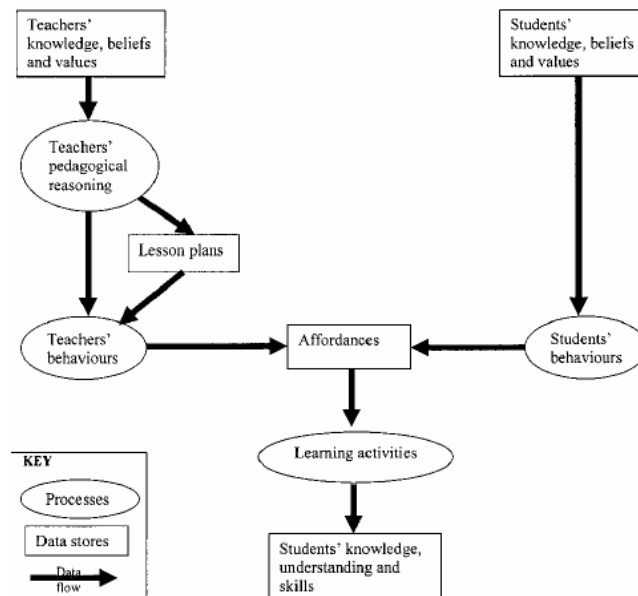 Teachers'
knowledge, beliefs
and values
Students'
knowledge, beliefs
and values
Teachers'
pedagogical
reasoning
Lesson plans
Teachers'
behaviours
Affordances
Students'
behaviours
Learning activities
Students' knowledge,
understanding and
skills
KEY
Processes
Data stores
Data
flow